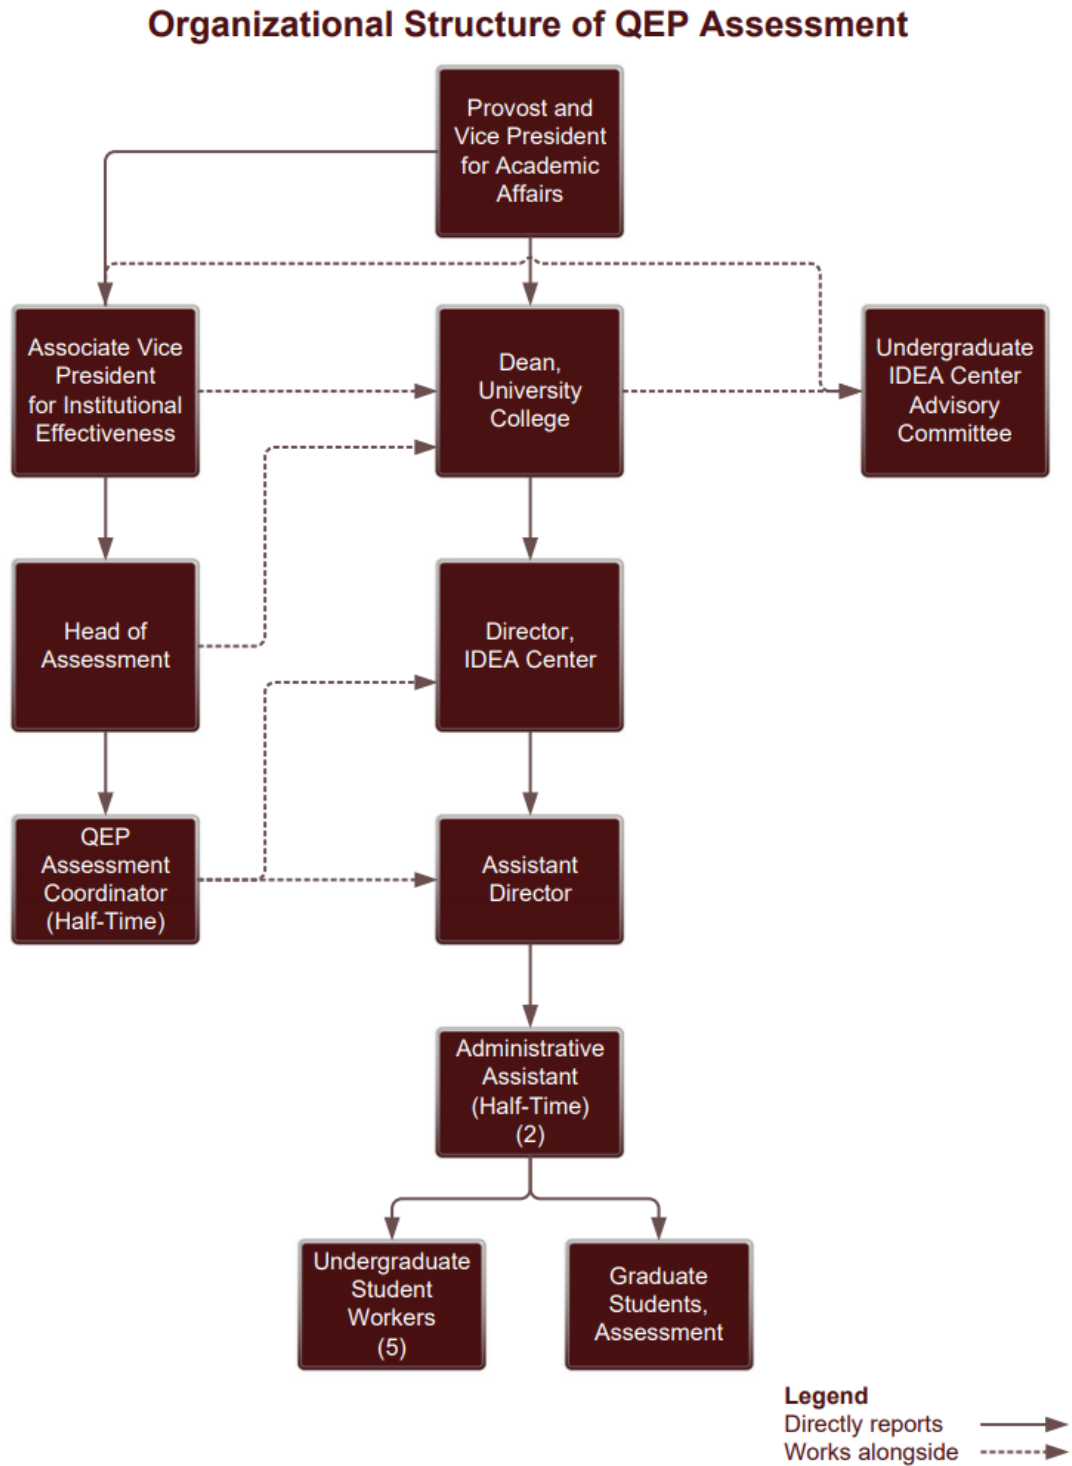 Organizational Structure of QEP Assessment
Provost and
Vice President
for Academic
Affairs
Associate Vice
President
for Institutional
Effectiveness
Dean,
University
College
Undergraduate
IDEA Center
Advisory
Committee
Head of
Assessment
Director,
IDEA Center
QEP
Assessment
Coordinator
(Half-Time)
Assistant
Director
Administrative
Assistant
(Half-Time)
(2)
Undergraduate
Student
Workers
(5)
Graduate
Students,
Assessment
Legend
Directly reports
Works alongside